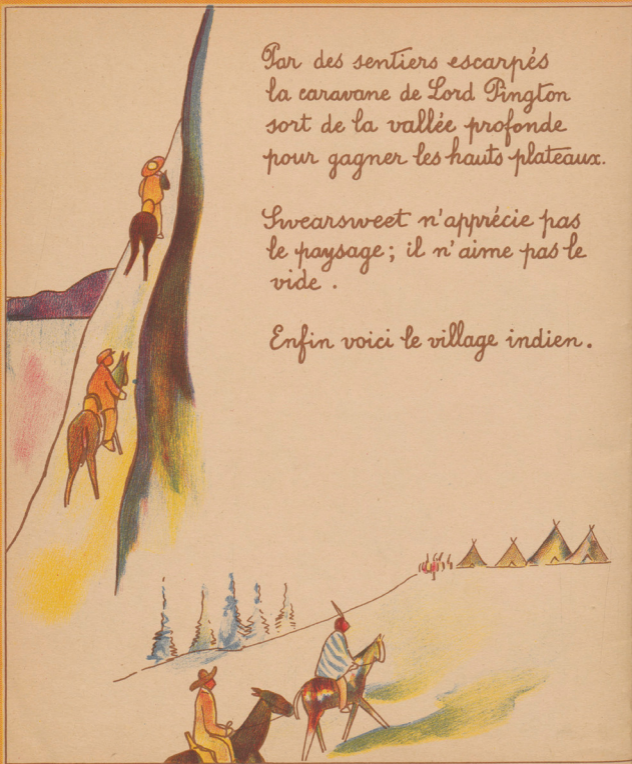 Par des sentiers escarpés
la caravane de Lord Pington
sort de la vallée profonde
pour gagner les hauts plateaux.
Swearsweet n'apprécie pas
le paysage ; il n'aime pas le
vide .
Enfin voici le village indien.